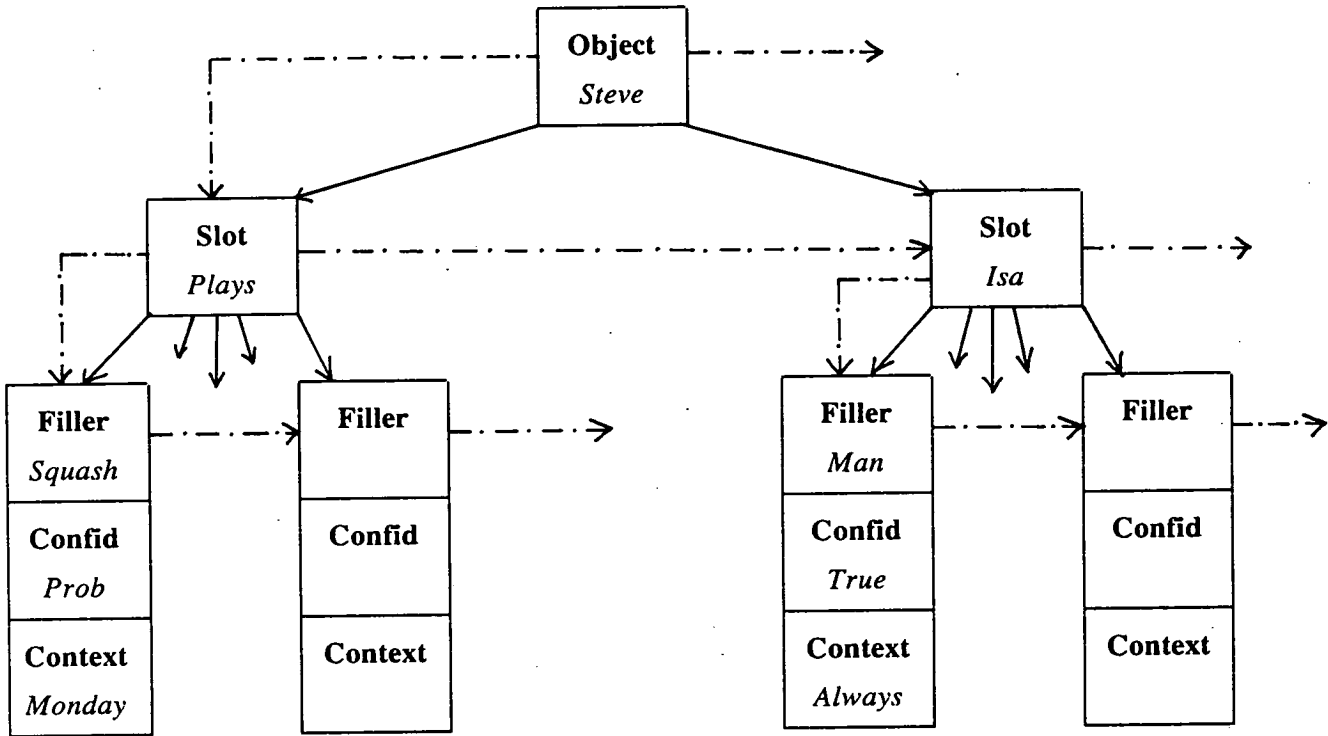 Object
Steve
Slot
Plays
Slot
Isa
Filler
Squash
Confid
Prob
Context
Monday
Filler
Confid
Context
Filler
Man
Confid
True
Context
Always
Filler
Confid
Context